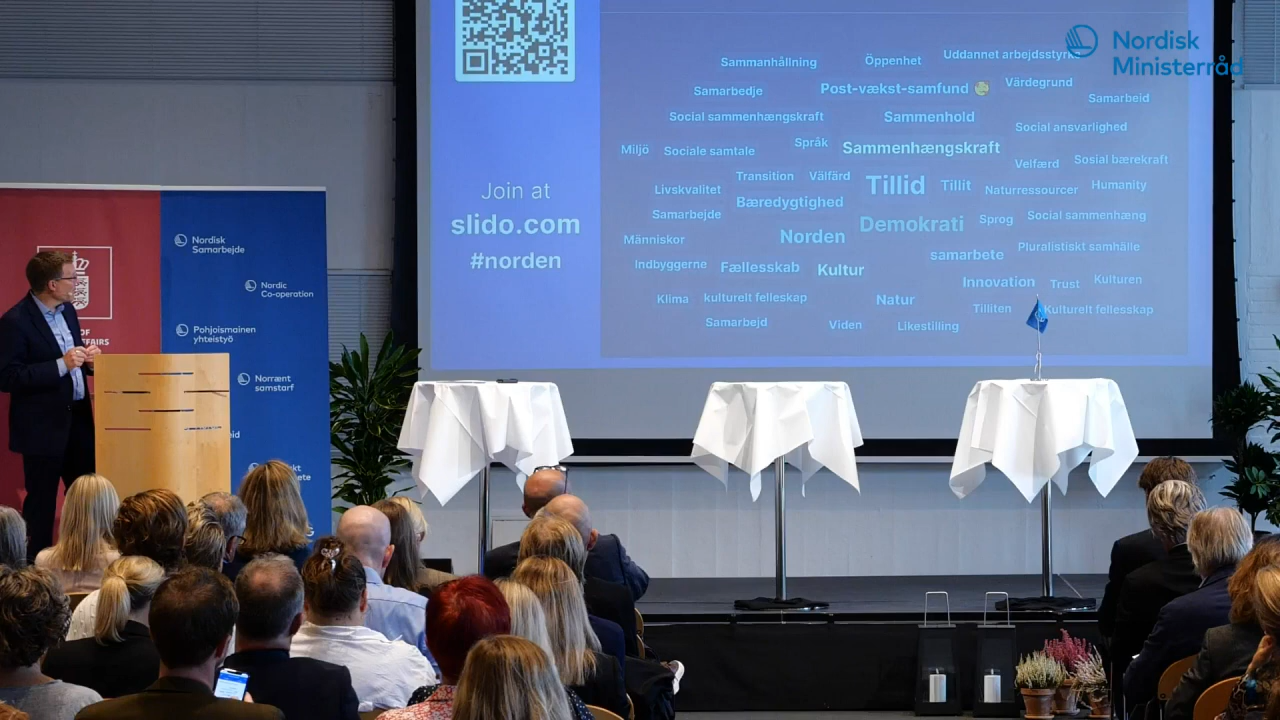 Nordisk
Ministerråd
Join at
slido.com
#norden
Sammanhållning
Öppenhet
Uddannet arbejdsstyrke
Samarbedje
Post-vækst-samfund
Värdegrund
Samarbeid
Social sammenhængskraft
Sammenhold
Social ansvarlighed
Miljö
Sociale samtale
Språk
Sammenhængskraft
Velfærd
Sosial bærekraft
Transition
Välfärd
Tillid
Tillit
Naturressourcer
Humanity
Livskvalitet
Bæredygtighed
Samarbejde
Demokrati
Sprog
Social sammenhæng
Människor
Norden
samarbete
Pluralistiskt samhälle
Indbyggerne
Fællesskab
Kultur
Innovation
Trust
Kulturen
Klima
kulturelt felleskap
Natur
Tilliten
Kulturelt fellesskap
Samarbejd
Viden
Likestilling
OF
AFFAIRS
Nordisk
Samarbejde
Nordic
Co-operation
Pohjoismainen
yhteistyö
Norrænt
samstarf